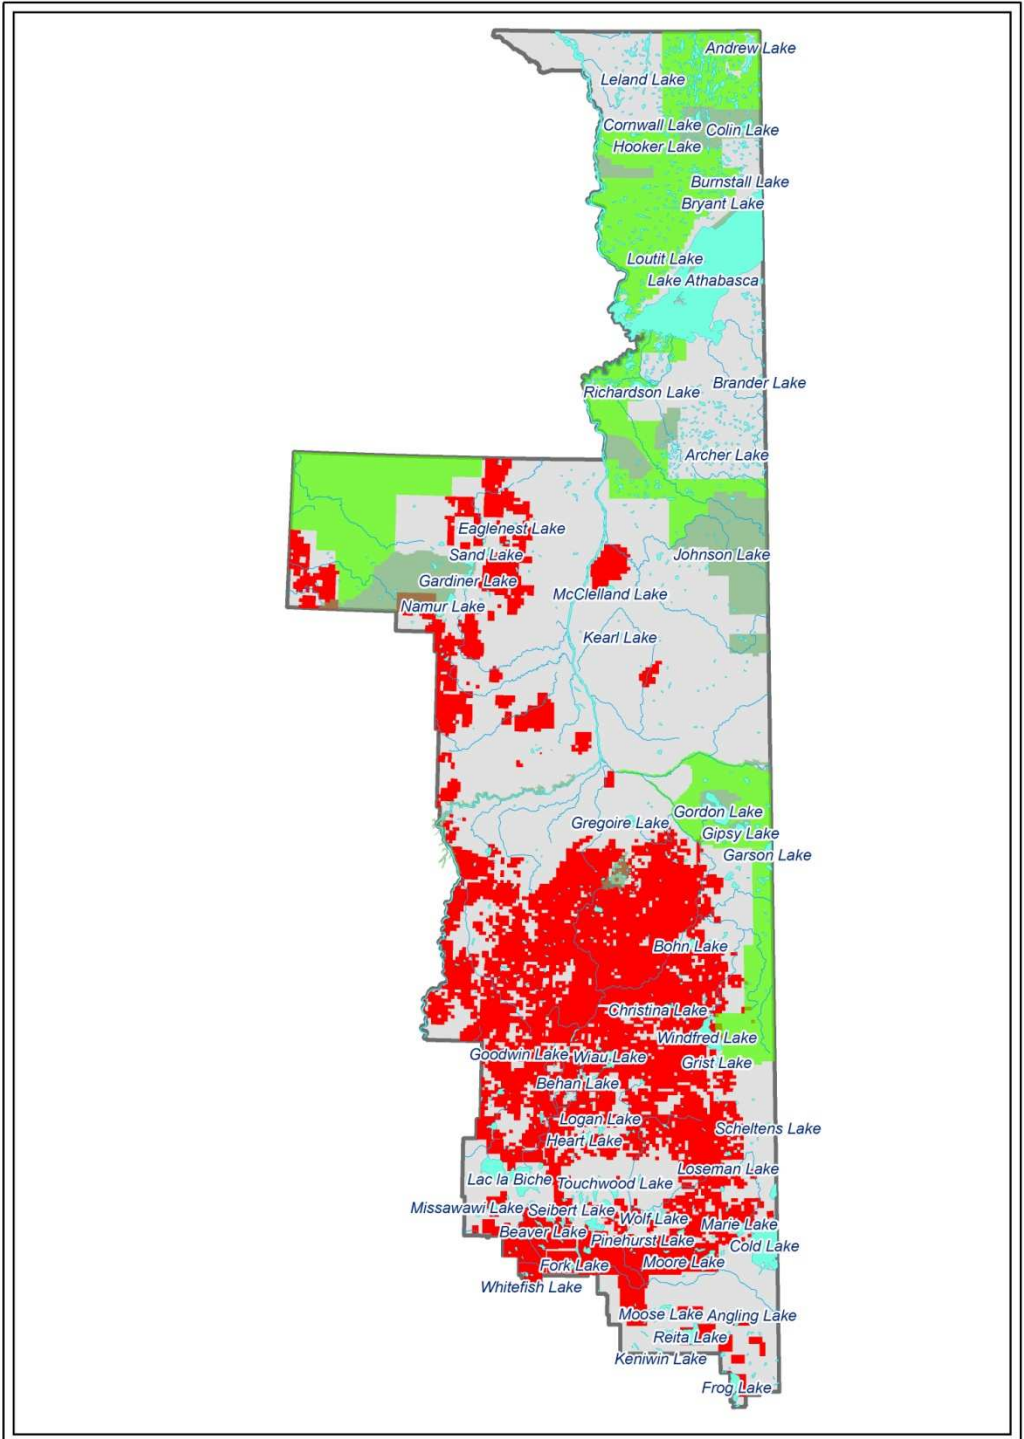 Andrew Lake
Leland Lake
Cornwall Lake
Colin Lake
Hooker Lake
Burnstall Lake
Bryant Lake
Loutit Lake
Lake Athabasca
Brander Lake
Richardson Lake
Archer Lake
Eaglenest Lake
Sand Lake
Johnson Lake
Gardiner Lake
McClelland Lake
Namur Lake
Kearl Lake
Gordon Lake
Gregoire Lake
Gipsy Lake
Garson Lake
Bohn Lake
Christina Lake
Windfred Lake
Goodwin Lake
Wiau Lake
Grist Lake
Behan Lake
Logan Lake
Scheltens Lake
Heart Lake
Loseman Lake
Lac la Biche
Touchwood Lake
Missawawi Lake
Seibert Lake
Wolf Lake
Marie Lake
Beaver Lake
Pinehurst Lake
Cold Lake
Fork Lake
Moore Lake
Whitefish Lake
Moose Lake
Angling Lake
Reita Lake
Keniwin Lake
Frog Lake